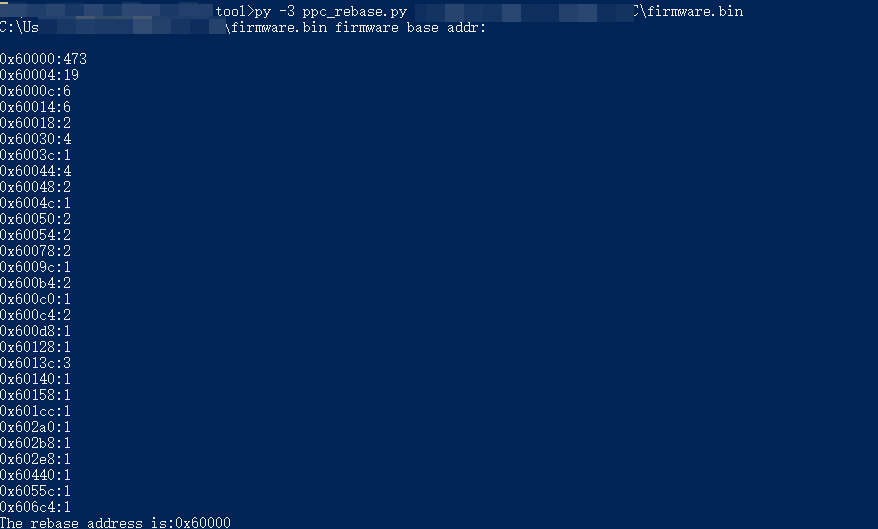 tool>py -3 ppc_rebase.py \firmware.bin
C:\Us \firmware.bin firmware base addr:
0x60000:473
0x60004:19
0x6000c:6
0x60014:6
0x60018:2
0x60030:4
0x6003c:1
0x60044:4
0x60048:2
0x6004c:1
0x60050:2
0x60054:2
0x60078:2
0x6009c:1
0x600b4:2
0x600c0:1
0x600c4:2
0x600d8:1
0x60128:1
0x6013c:3
0x60140:1
0x60158:1
0x601cc:1
0x602a0:1
0x602b8:1
0x602e8:1
0x60440:1
0x6055c:1
0x606c4:1
The rebase address is:0x60000